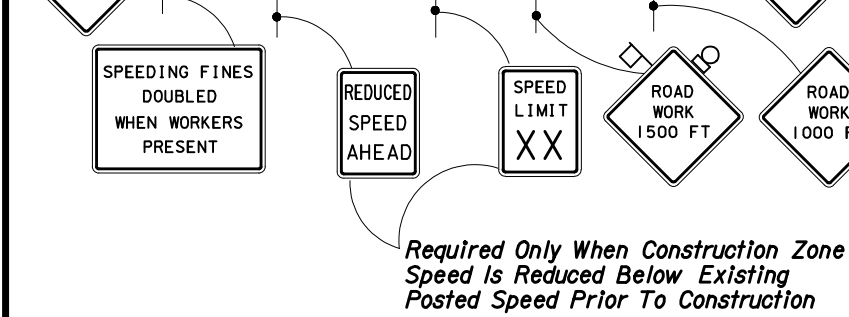 SPEEDING FINES
DOUBLED
WHEN WORKERS
PRESENT
REDUCED
SPEED
AHEAD
SPEED
LIMIT
XX
ROAD
WORK
1500 FT
ROAD
WORK
1000 F
Required Only When Construction Zone
Speed Is Reduced Below Existing
Posted Speed Prior To Construction